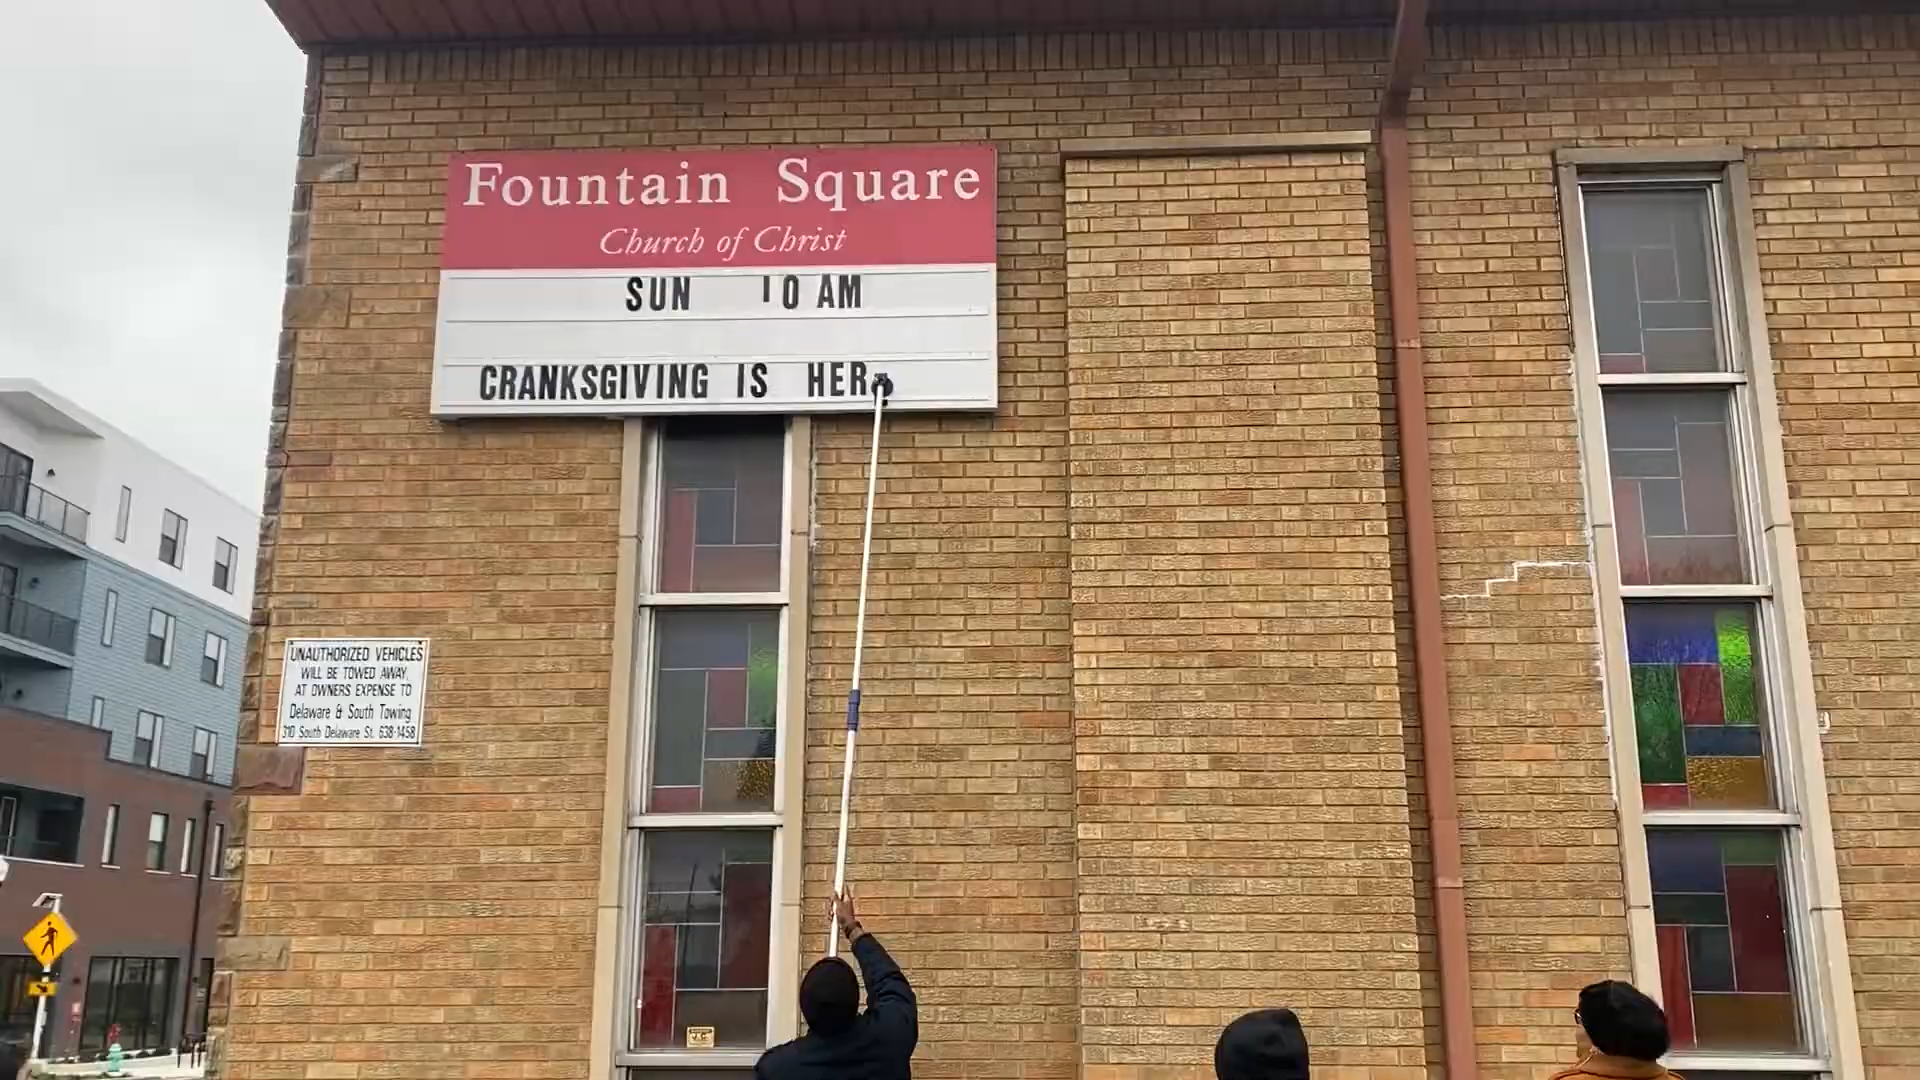 Fountain Square
Church of Christ
SUN 10 AM
CRANKSGIVING IS HER
UNAUTHORIZED VEHICLES
WILL BE TOWED AWAY,
AT OWNERS EXPENSE TO
Delaware & South Towing
310 South Delaware St. 638-1458